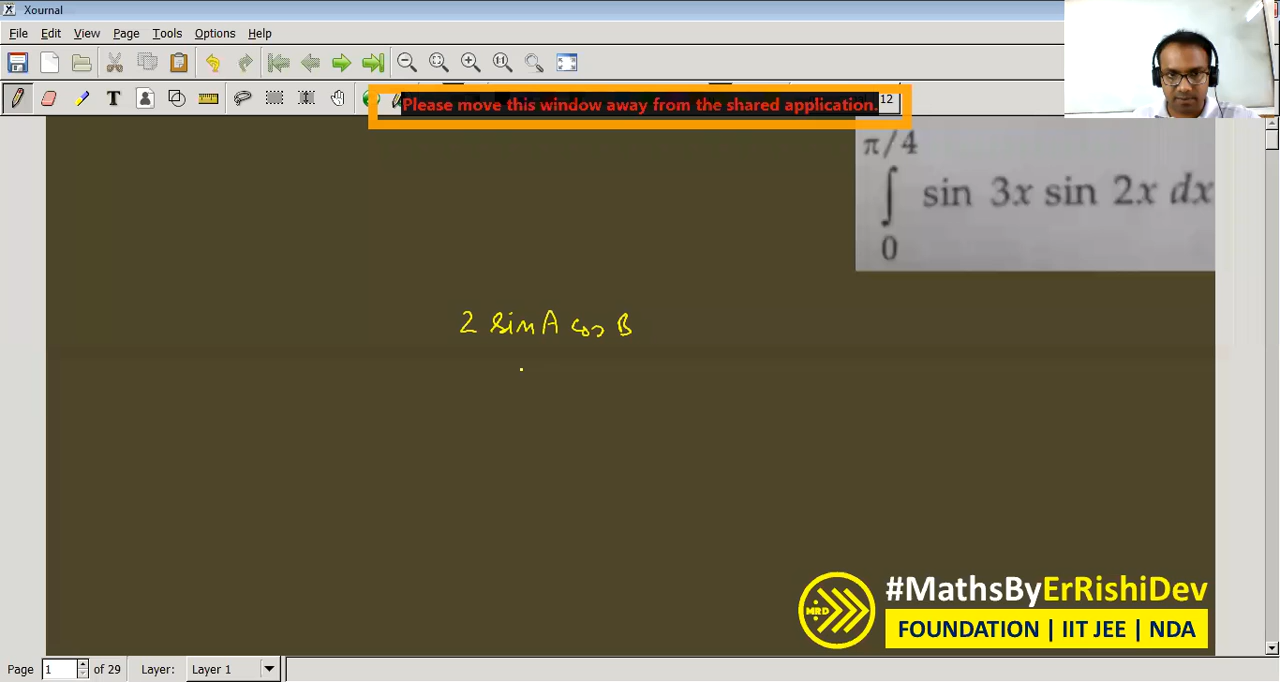 Xournal
File Edit View Page Tools Options Help
Please move this window away from the shared application. 12
π/4
∫ sin 3x sin 2x dx
0
2 sin A cos B
MRD
#MathsByErRishiDev
FOUNDATION | IIT JEE | NDA
Page 1 of 29 Layer: Layer 1